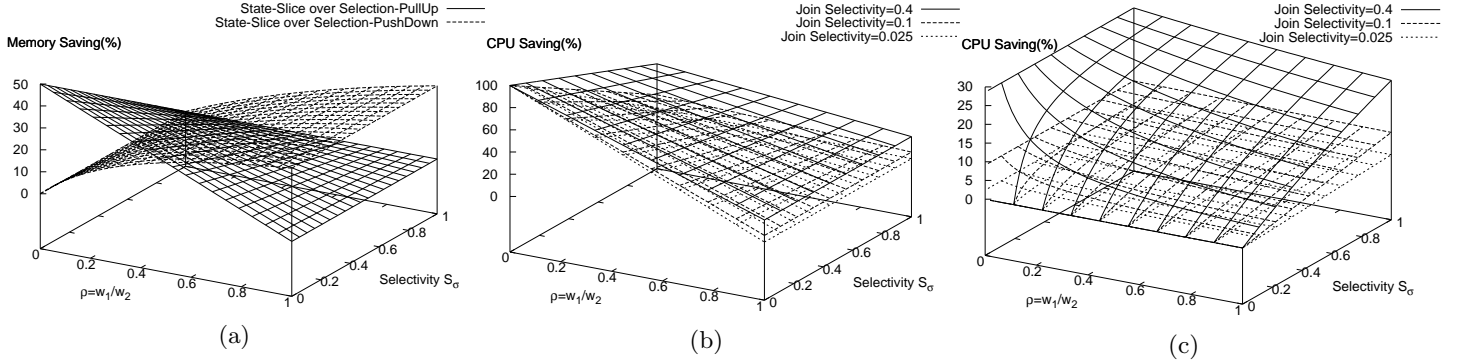 State-Slice over Selection-PullUp
State-Slice over Selection-PushDown
Memory Saving(%)
50
40
30
20
10
0
0
0.2
0.4
0.6
0.8
1
ρ=w1/w2
0
0.2
0.4
0.6
0.8
1
Selectivity Sσ
(a)
Join Selectivity=0.4
Join Selectivity=0.1
Join Selectivity=0.025
CPU Saving(%)
100
80
60
40
20
0
0
0.2
0.4
0.6
0.8
1
ρ=w1/w2
0
0.2
0.4
0.6
0.8
1
Selectivity Sσ
(b)
Join Selectivity=0.4
Join Selectivity=0.1
Join Selectivity=0.025
CPU Saving(%)
30
25
20
15
10
5
0
0
0.2
0.4
0.6
0.8
1
ρ=w1/w2
0
0.2
0.4
0.6
0.8
1
Selectivity Sσ
(c)